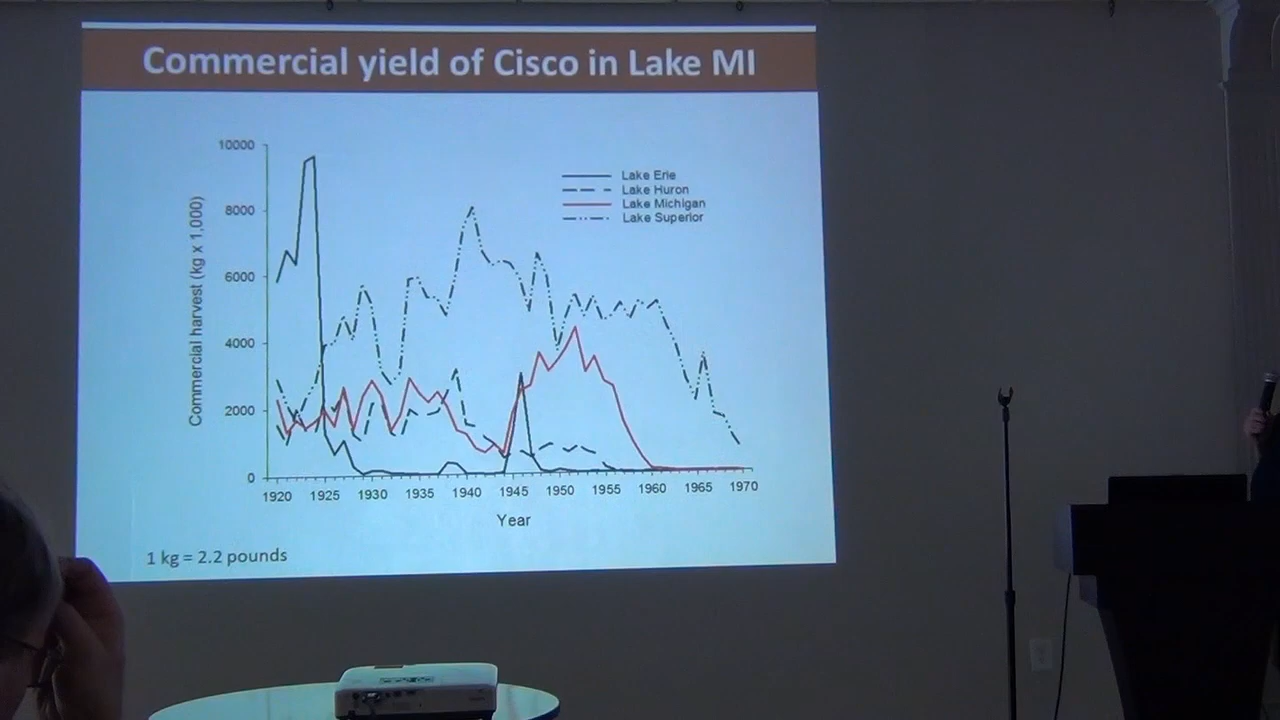 Commercial yield of Cisco in Lake MI
10000
8000
6000
4000
2000
0
Commercial harvest (kg x 1,000)
Lake Erie
Lake Huron
Lake Michigan
Lake Superior
1920 1925 1930 1935 1940 1945 1950 1955 1960 1965 1970
Year
1 kg = 2.2 pounds